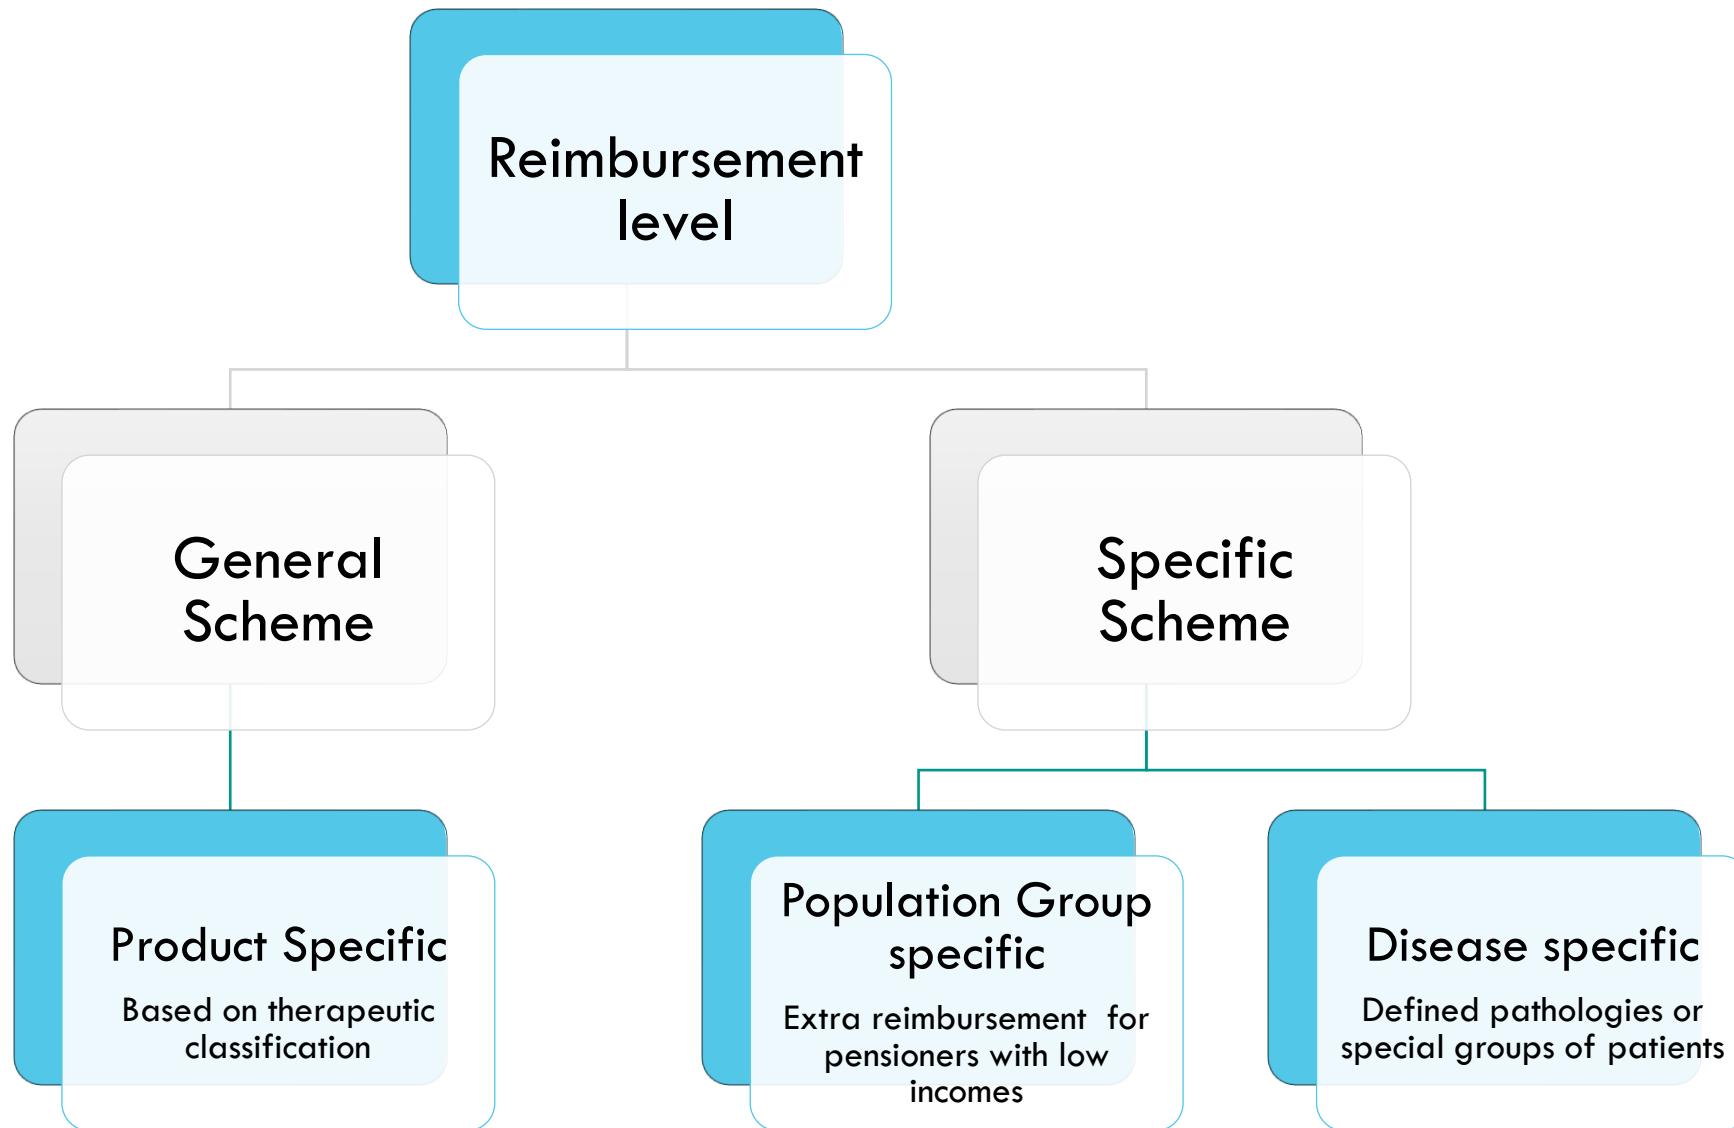 Reimbursement
level
General
Scheme
Specific
Scheme
Product Specific
Based on therapeutic
classification
Population Group
specific
Extra reimbursement for
pensioners with low
incomes
Disease specific
Defined pathologies or
special groups of patients